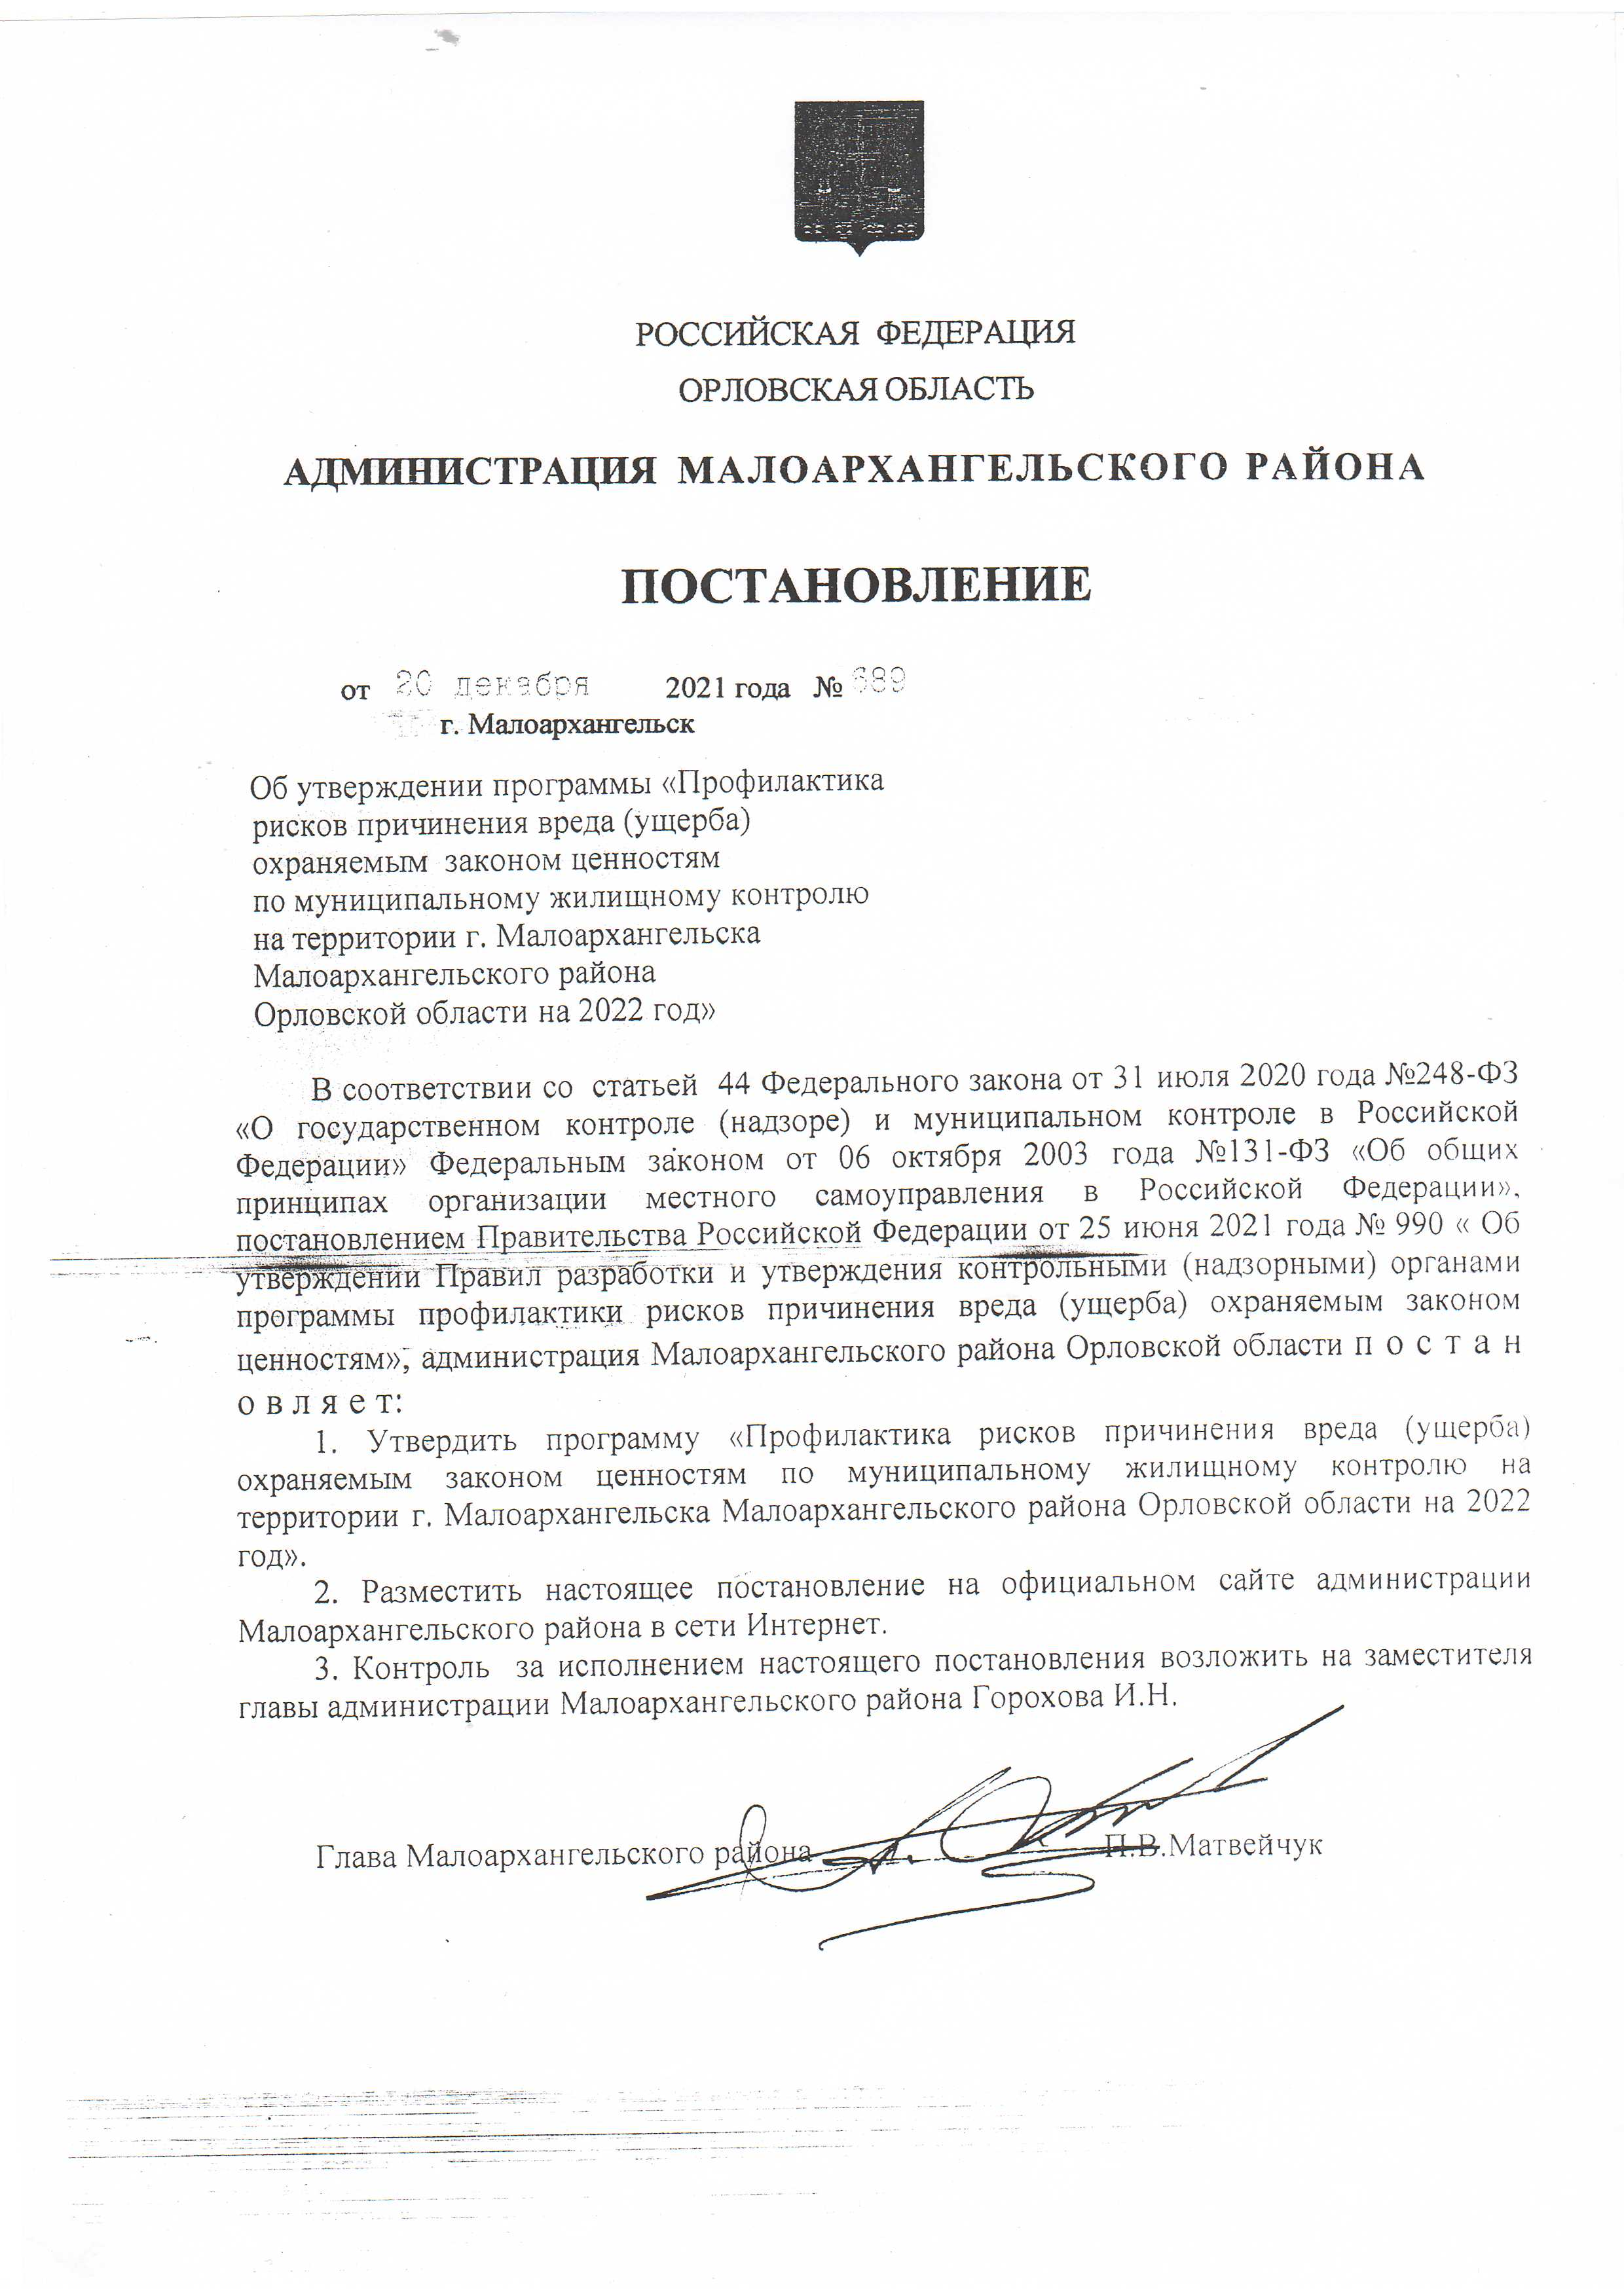 РОССИЙСКАЯ ФЕДЕРАЦИЯ
ОРЛОВСКАЯ ОБЛАСТЬ
АДМИНИСТРАЦИЯ МАЛОАРХАНГЕЛЬСКОГО РАЙОНА
ПОСТАНОВЛЕНИЕ
от 20 декабря 2021 года № 689
г. Малоархангельск
Об утверждении программы «Профилактика
рисков причинения вреда (ущерба)
охраняемым законом ценностям
по муниципальному жилищному контролю
на территории г. Малоархангельска
Малоархангельского района
Орловской области на 2022 год»
В соответствии со статьей 44 Федерального закона от 31 июля 2020 года №248-ФЗ
«О государственном контроле (надзоре) и муниципальном контроле в Российской
Федерации» Федеральным законом от 06 октября 2003 года №131-ФЗ «Об общих
принципах организации местного самоуправления в Российской Федерации»,
постановлением Правительства Российской Федерации от 25 июня 2021 года № 990 « Об
утверждении Правил разработки и утверждения контрольными (надзорными) органами
программы профилактики рисков причинения вреда (ущерба) охраняемым законом
ценностям», администрация Малоархангельского района Орловской области п о с т а н
о в л я е т:
1. Утвердить программу «Профилактика рисков причинения вреда (ущерба)
охраняемым законом ценностям по муниципальному жилищному контролю на
территории г. Малоархангельска Малоархангельского района Орловской области на 2022
год».
2. Разместить настоящее постановление на официальном сайте администрации
Малоархангельского района в сети Интернет.
3. Контроль за исполнением настоящего постановления возложить на заместителя
главы администрации Малоархангельского района Горохова И.Н.
Глава Малоархангельского района П.В.Матвейчук